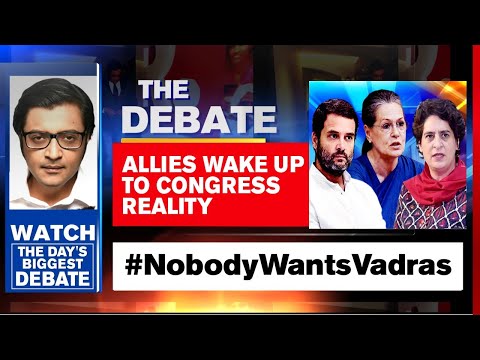 THE
DEBATE
ALLIES WAKE UP
TO CONGRESS
REALITY
WATCH
THE DAY'S
BIGGEST
DEBATE
#NobodyWantsVadras